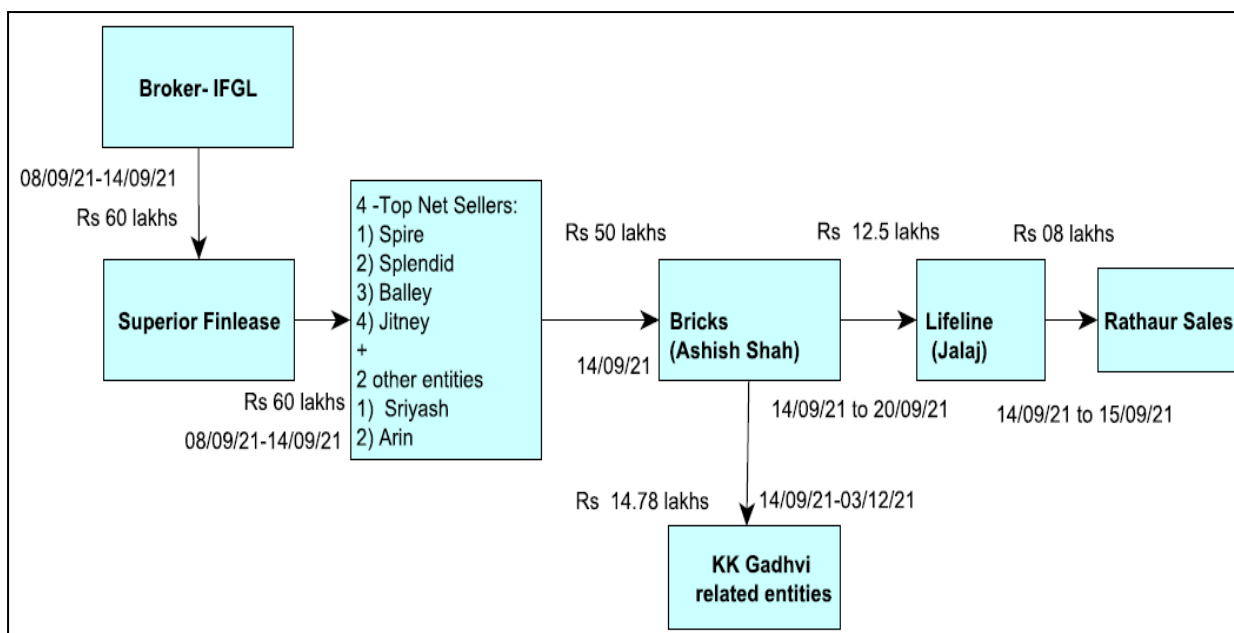 Broker- IFGL
08/09/21-14/09/21
Rs 60 lakhs
Superior Finlease
Rs 60 lakhs
08/09/21-14/09/21
4 -Top Net Sellers:
1) Spire
2) Splendid
3) Balley
4) Jitney
+
2 other entities
1) Sriyash
2) Arin
Rs 50 lakhs
14/09/21
Bricks
(Ashish Shah)
Rs 12.5 lakhs
14/09/21 to 20/09/21
Lifeline
(Jalaj)
Rs 08 lakhs
14/09/21 to 15/09/21
Rathaur Sales
Rs 14.78 lakhs
14/09/21-03/12/21
KK Gadhvi
related entities